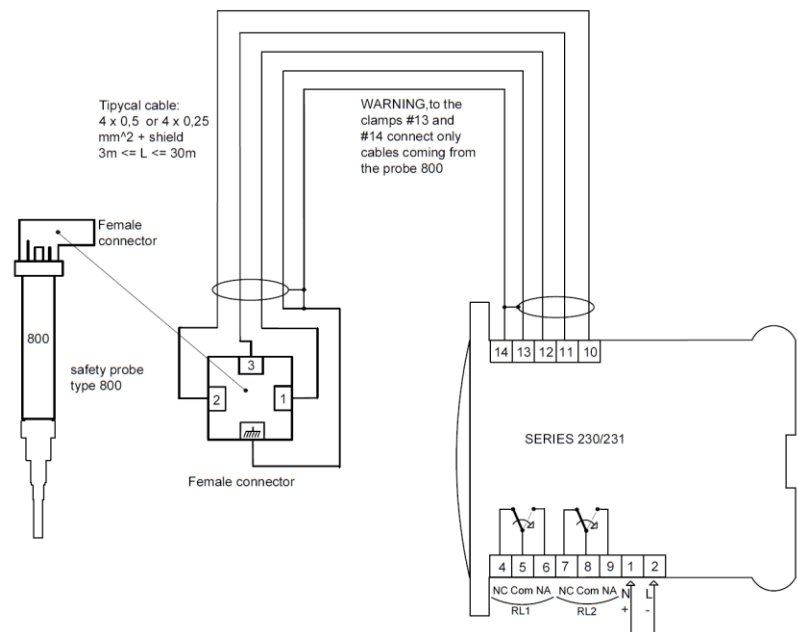 Tipycal cable:
4 x 0,5 or 4 x 0,25
mm^2 + shield
3m <= L <= 30m
WARNING,to the
clamps #13 and
#14 connect only
cables coming from
the probe 800
Female
connector
800
safety probe
type 800
3
2
1
Female connector
14 13 12 11 10
SERIES 230/231
4 5 6 7 8 9 1 2
NC Com NA NC Com NA N L
RL1 RL2 + -